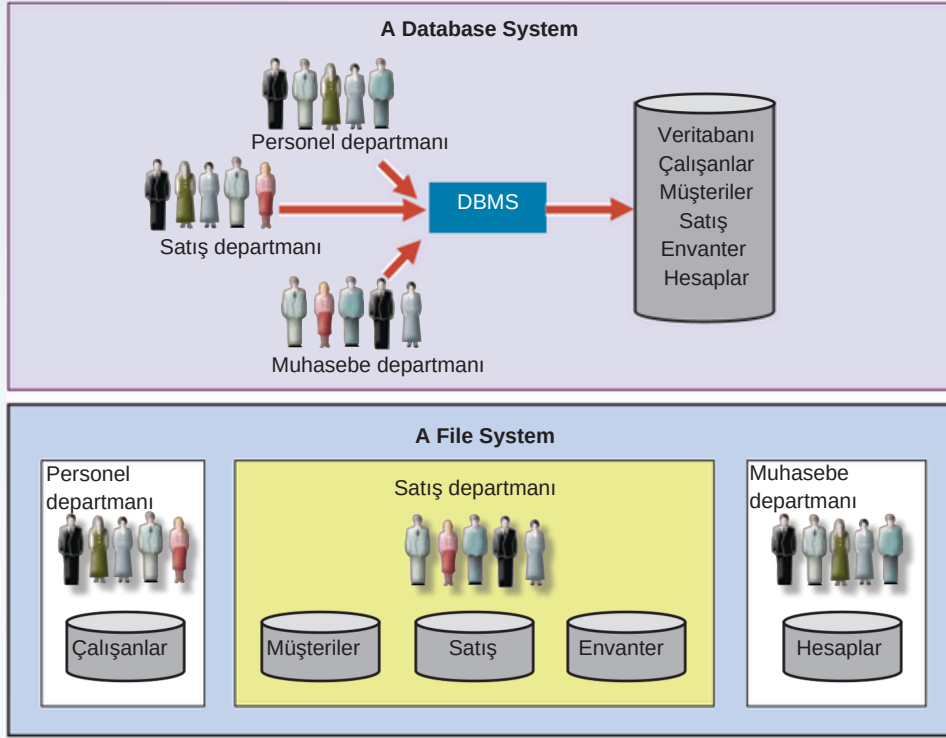 A Database System
Personel departmanı
Satış departmanı
Muhasebe departmanı
DBMS
Veritabanı
Çalışanlar
Müşteriler
Satış
Envanter
Hesaplar
A File System
Personel
departmanı
Çalışanlar
Satış departmanı
Müşteriler
Satış
Envanter
Muhasebe
departmanı
Hesaplar